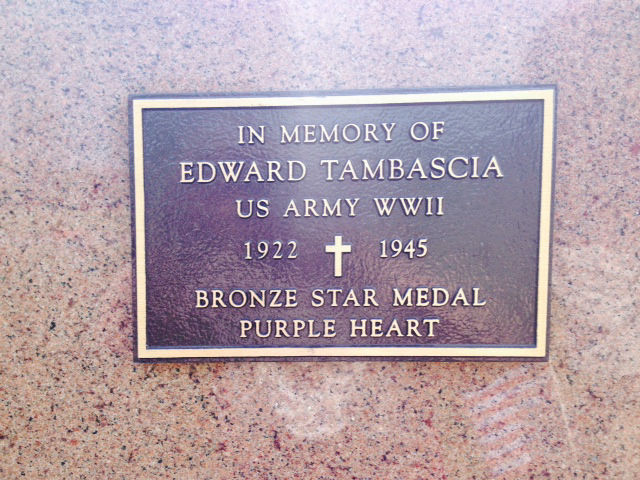 IN MEMORY OF
EDWARD TAMBASCIA
US ARMY WWII
1922 1945
BRONZE STAR MEDAL
PURPLE HEART